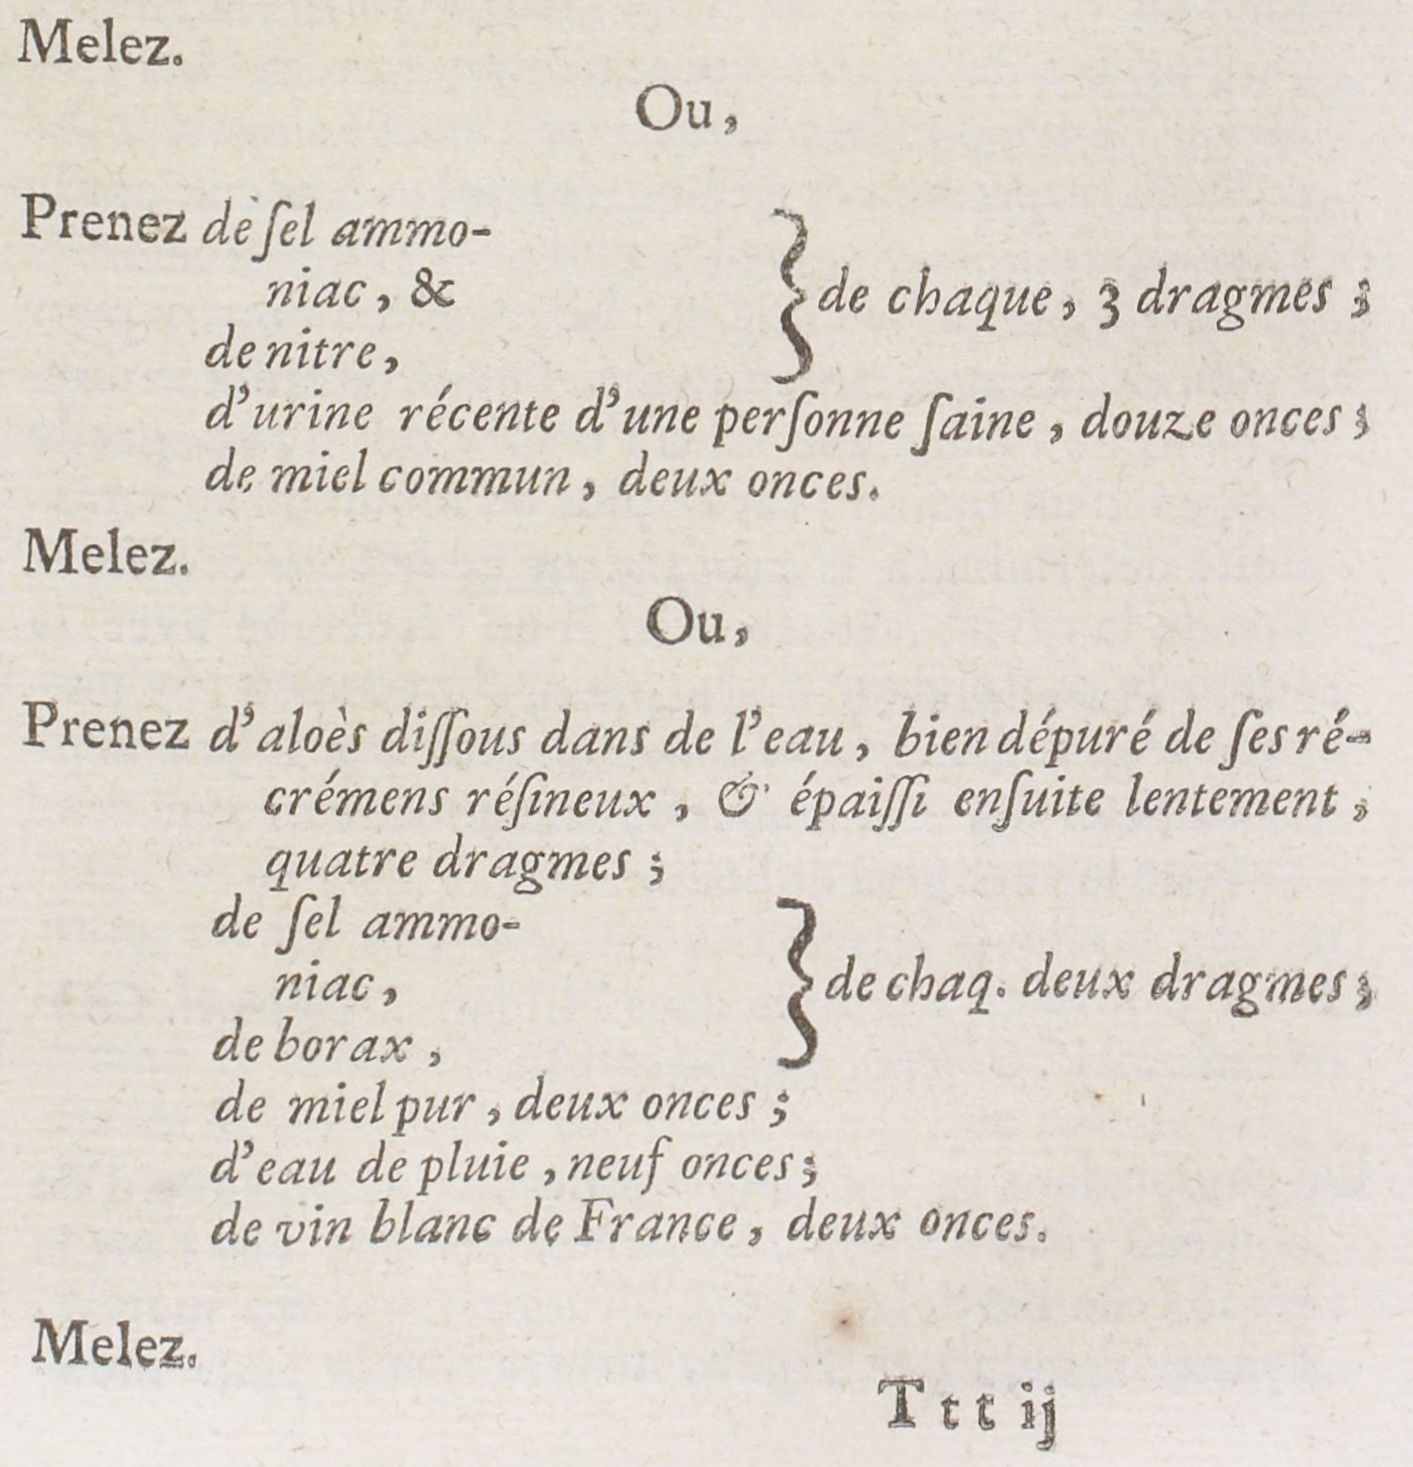 Melez.
Ou,
Prenez de ſel ammo-
niac, &
de nitre,
} de chaque, 3 dragmes;
d'urine récente d'une perſonne ſaine, douze onces;
de miel commun, deux onces.
Melez.
Ou,
Prenez d'aloès diſſous dans de l'eau, bien dépuré de ſes ré-
crémens réſineux, & épaiſſi enſuite lentement,
quatre dragmes;
de ſel ammo-
niac,
de borax,
} de chaq. deux dragmes;
de miel pur, deux onces;
d'eau de pluie, neuf onces;
de vin blanc de France, deux onces.
Melez.
Ttt ij